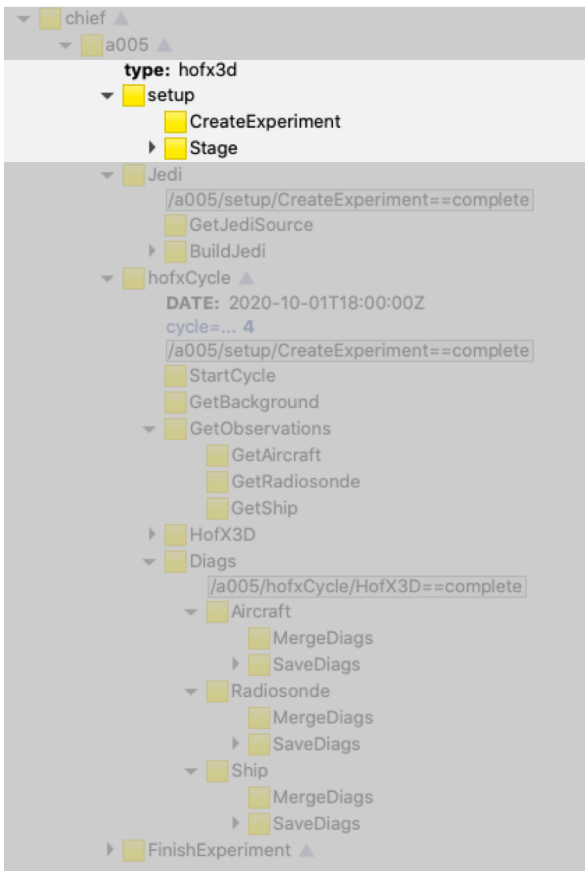 chief
a005
type: hofx3d
setup
CreateExperiment
Stage
Jedi
/a005/setup/CreateExperiment==complete
GetJediSource
BuildJedi
hofxCycle
DATE: 2020-10-01T18:00:00Z
cycle=... 4
/a005/setup/CreateExperiment==complete
StartCycle
GetBackground
GetObservations
GetAircraft
GetRadiosonde
GetShip
HofX3D
Diags
/a005/hofxCycle/HofX3D==complete
Aircraft
MergeDiags
SaveDiags
Radiosonde
MergeDiags
SaveDiags
Ship
MergeDiags
SaveDiags
FinishExperiment